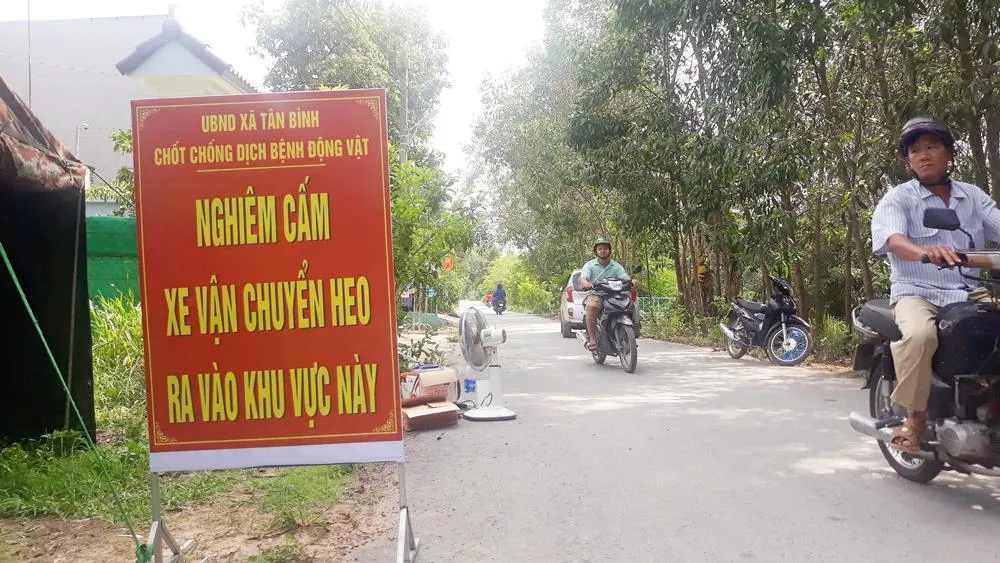 UBND XÃ TÂN BÌNH
CHỐT CHỐNG DỊCH BỆNH ĐỘNG VẬT
NGHIÊM CẤM
XE VẬN CHUYỂN HEO
RA VÀO KHU VỰC NÀY